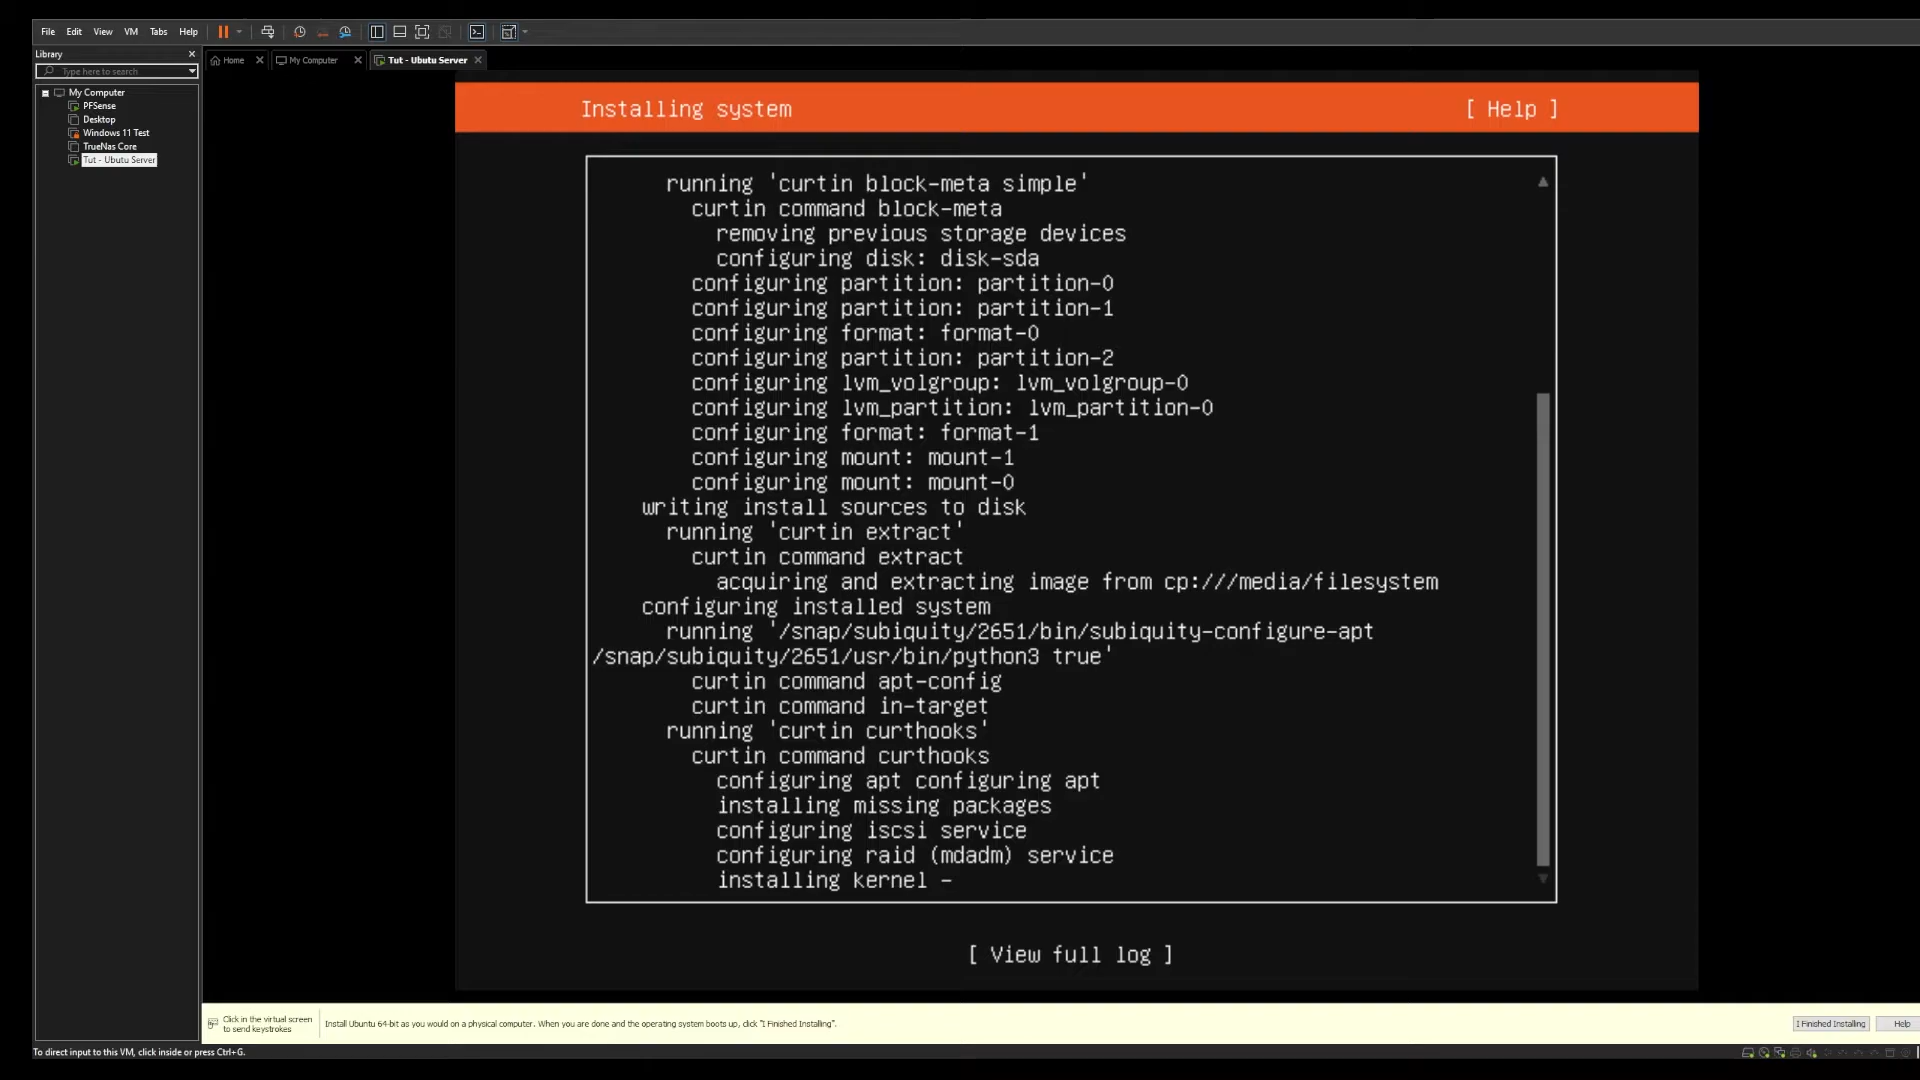 File Edit View VM Tabs Help
Library
Type here to search
Home
My Computer
Tut - Ubutu Server
My Computer
PFSense
Desktop
Windows 11 Test
TrueNas Core
Tut - Ubutu Server
Installing system [ Help ]
running 'curtin block-meta simple'
curtin command block-meta
removing previous storage devices
configuring disk: disk-sda
configuring partition: partition-0
configuring partition: partition-1
configuring format: format-0
configuring partition: partition-2
configuring lvm_volgroup: lvm_volgroup-0
configuring lvm_partition: lvm_partition-0
configuring format: format-1
configuring mount: mount-1
configuring mount: mount-0
writing install sources to disk
running 'curtin extract'
curtin command extract
acquiring and extracting image from cp:///media/filesystem
configuring installed system
running '/snap/subiquity/2651/bin/subiquity-configure-apt
/snap/subiquity/2651/usr/bin/python3 true'
curtin command apt-config
curtin command in-target
running 'curtin curthooks'
curtin command curthooks
configuring apt configuring apt
installing missing packages
configuring iscsi service
configuring raid (mdadm) service
installing kernel -
[ View full log ]
Click in the virtual screen
to send keystrokes
Install Ubuntu 64-bit as you would on a physical computer. When you are done and the operating system boots up, click "I Finished Installing".
I Finished Installing
Help
To direct input to this VM, click inside or press Ctrl+G.